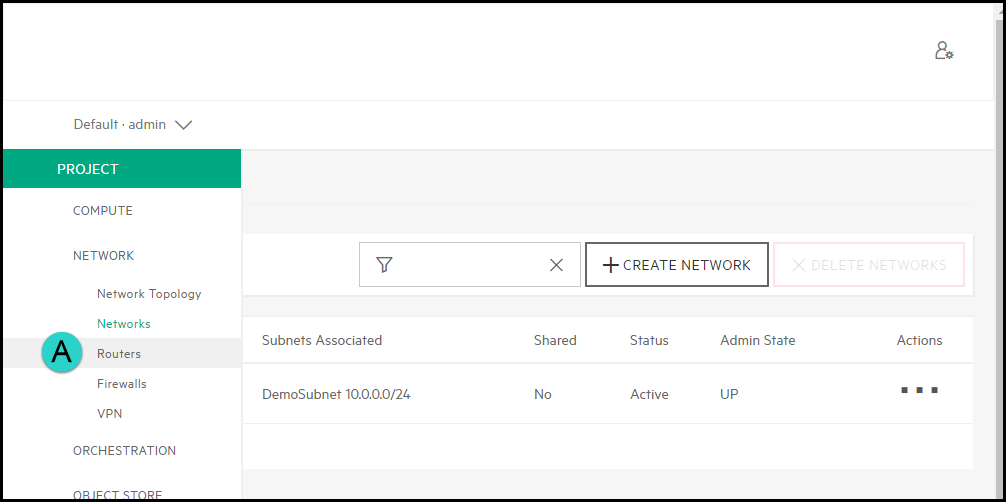 Default · admin
PROJECT
COMPUTE
NETWORK
CREATE NETWORK
DELETE NETWORKS
Network Topology
Networks
Subnets Associated Shared Status Admin State Actions
A Routers
Firewalls
DemoSubnet 10.0.0.0/24 No Active UP
VPN
ORCHESTRATION
OBJECT STORE